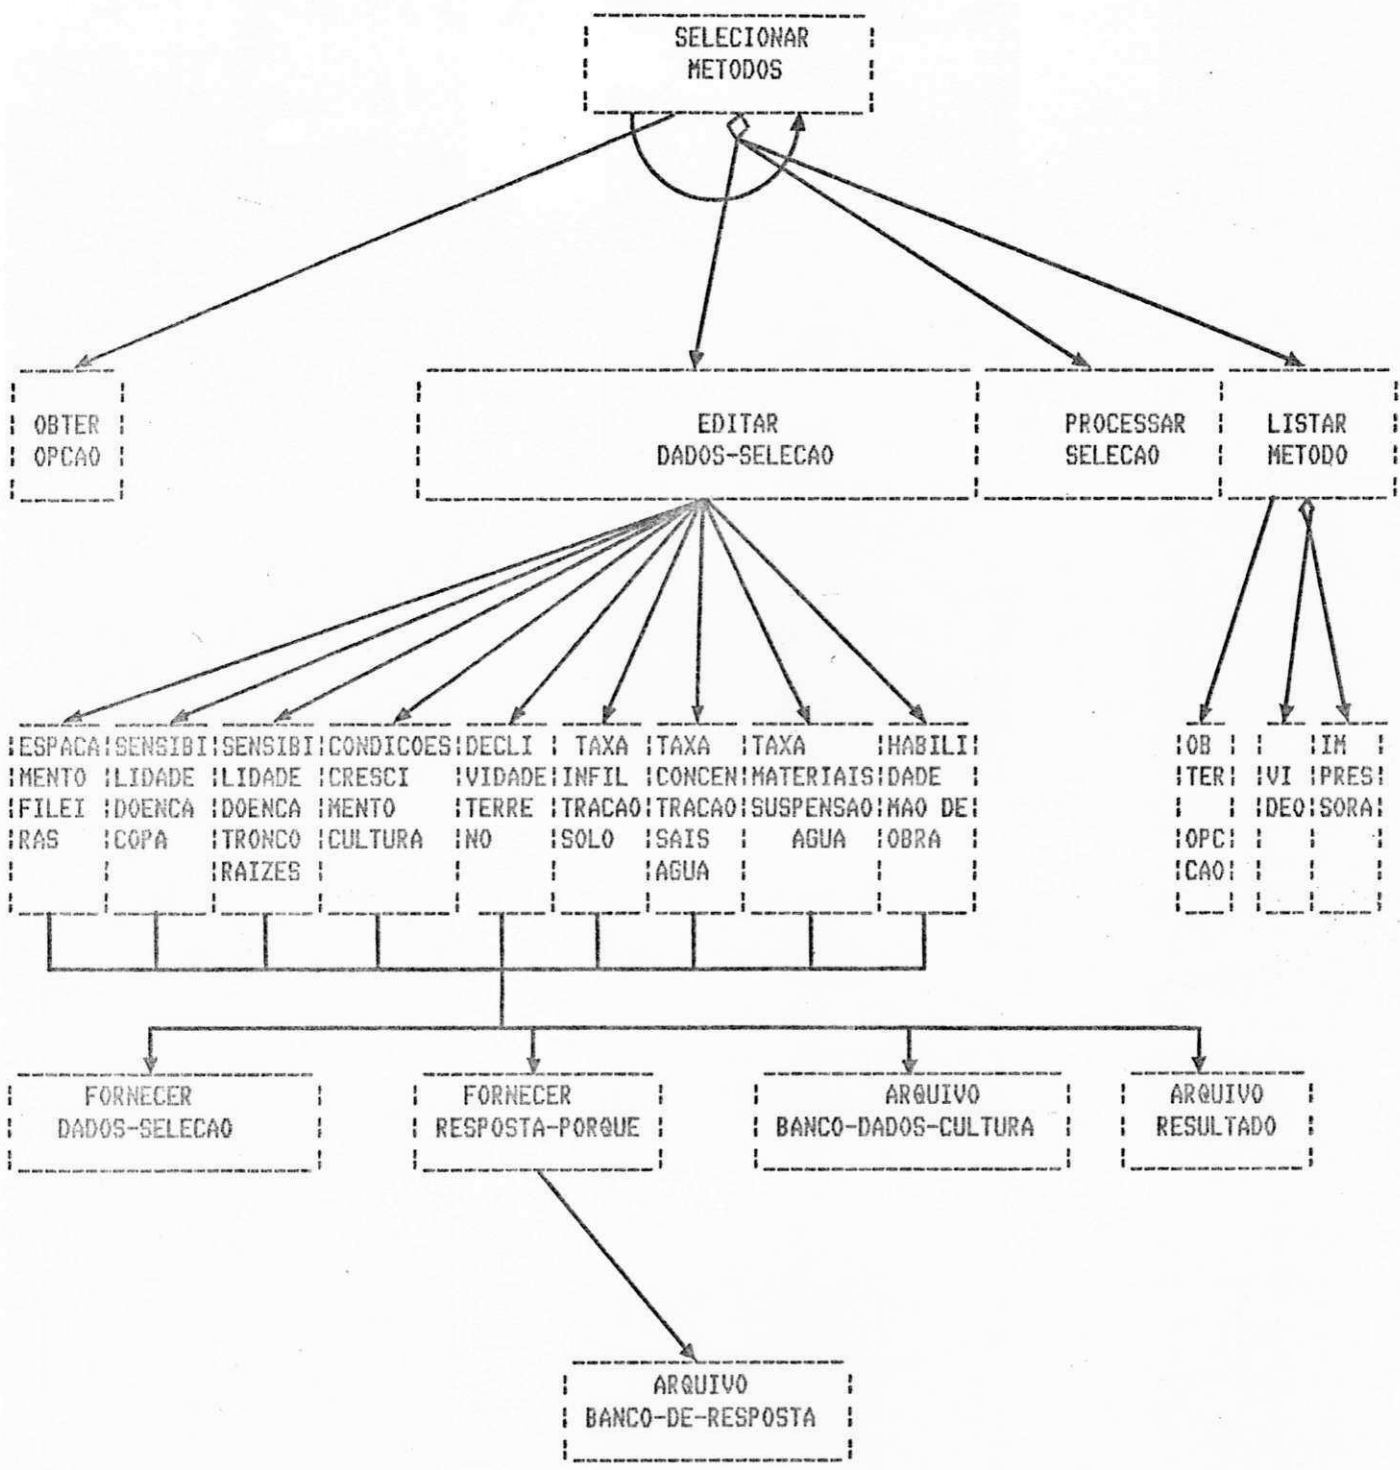 SELECIONAR
METODOS
OBTER
OPCAO
EDITAR
DADOS-SELECAO
PROCESSAR
SELECAO
LISTAR
METODO
ESPACA
MENTO
FILEI
RAS
SENSIBI
LIDADE
DOENCA
COPA
SENSIBI
LIDADE
DOENCA
TRONCO
RAIZES
CONDICOES
CRESCI
MENTO
CULTURA
DECLI
VIDADE
TERRE
NO
TAXA
INFIL
TRACAO
SOLO
TAXA
CONCEN
TRACAO
SAIS
AGUA
TAXA
MATERIAIS
SUSPENSAO
AGUA
HABILI
DADE
MAO DE
OBRA
OB
TER
OPC
CAO
VI
DEO
IM
PRES
SORA
FORNECER
DADOS-SELECAO
FORNECER
RESPOSTA-PORQUE
ARQUIVO
BANCO-DADOS-CULTURA
ARQUIVO
RESULTADO
ARQUIVO
BANCO-DE-RESPOSTA